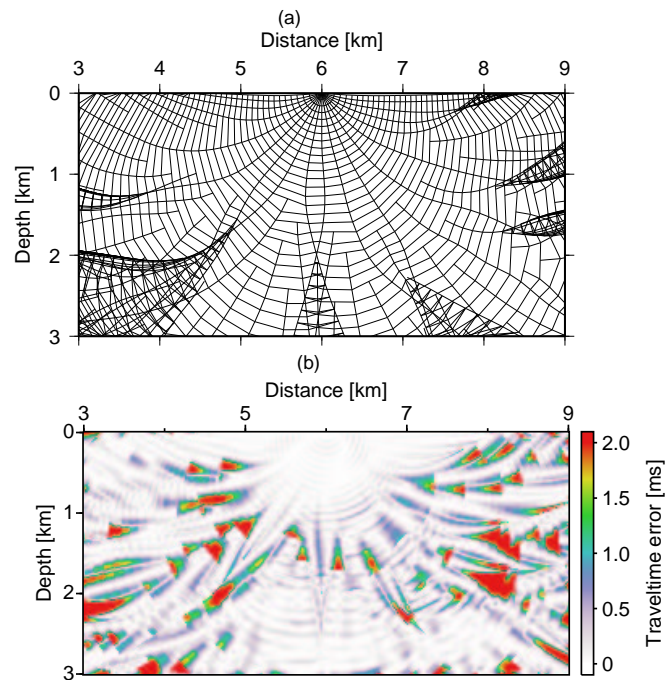 (a)
Distance [km]
3 4 5 6 7 8 9
0
1
2
3
Depth [km]
(b)
Distance [km]
3 5 7 9
0
1
2
3
Depth [km]
2.0
1.5
1.0
0.5
0
Traveltime error [ms]